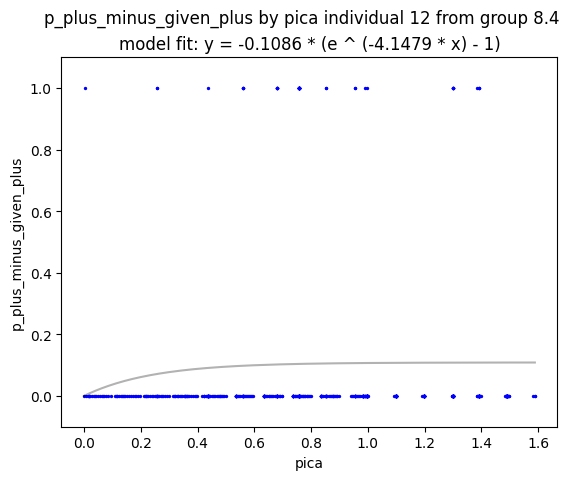 p_plus_minus_given_plus by pica individual 12 from group 8.4
model fit: y = -0.1086 * (e ^ (-4.1479 * x) - 1)
1.0
0.8
0.6
0.4
0.2
0.0
p_plus_minus_given_plus
0.0 0.2 0.4 0.6 0.8 1.0 1.2 1.4 1.6
pica